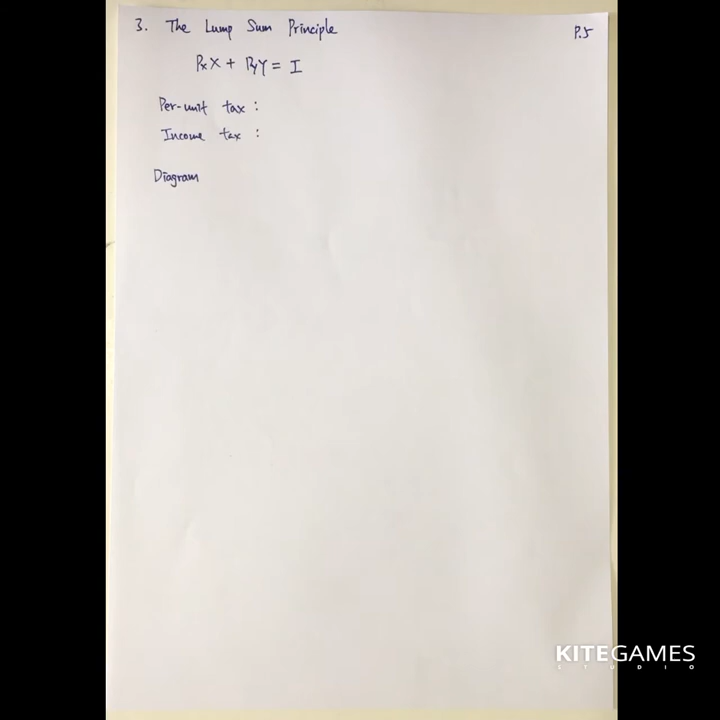 3. The Lump Sum Principle
P.5
PxX + PyY = I
Per-unit tax :
Income tax :
Diagram
KITEGAMES
STUDIO